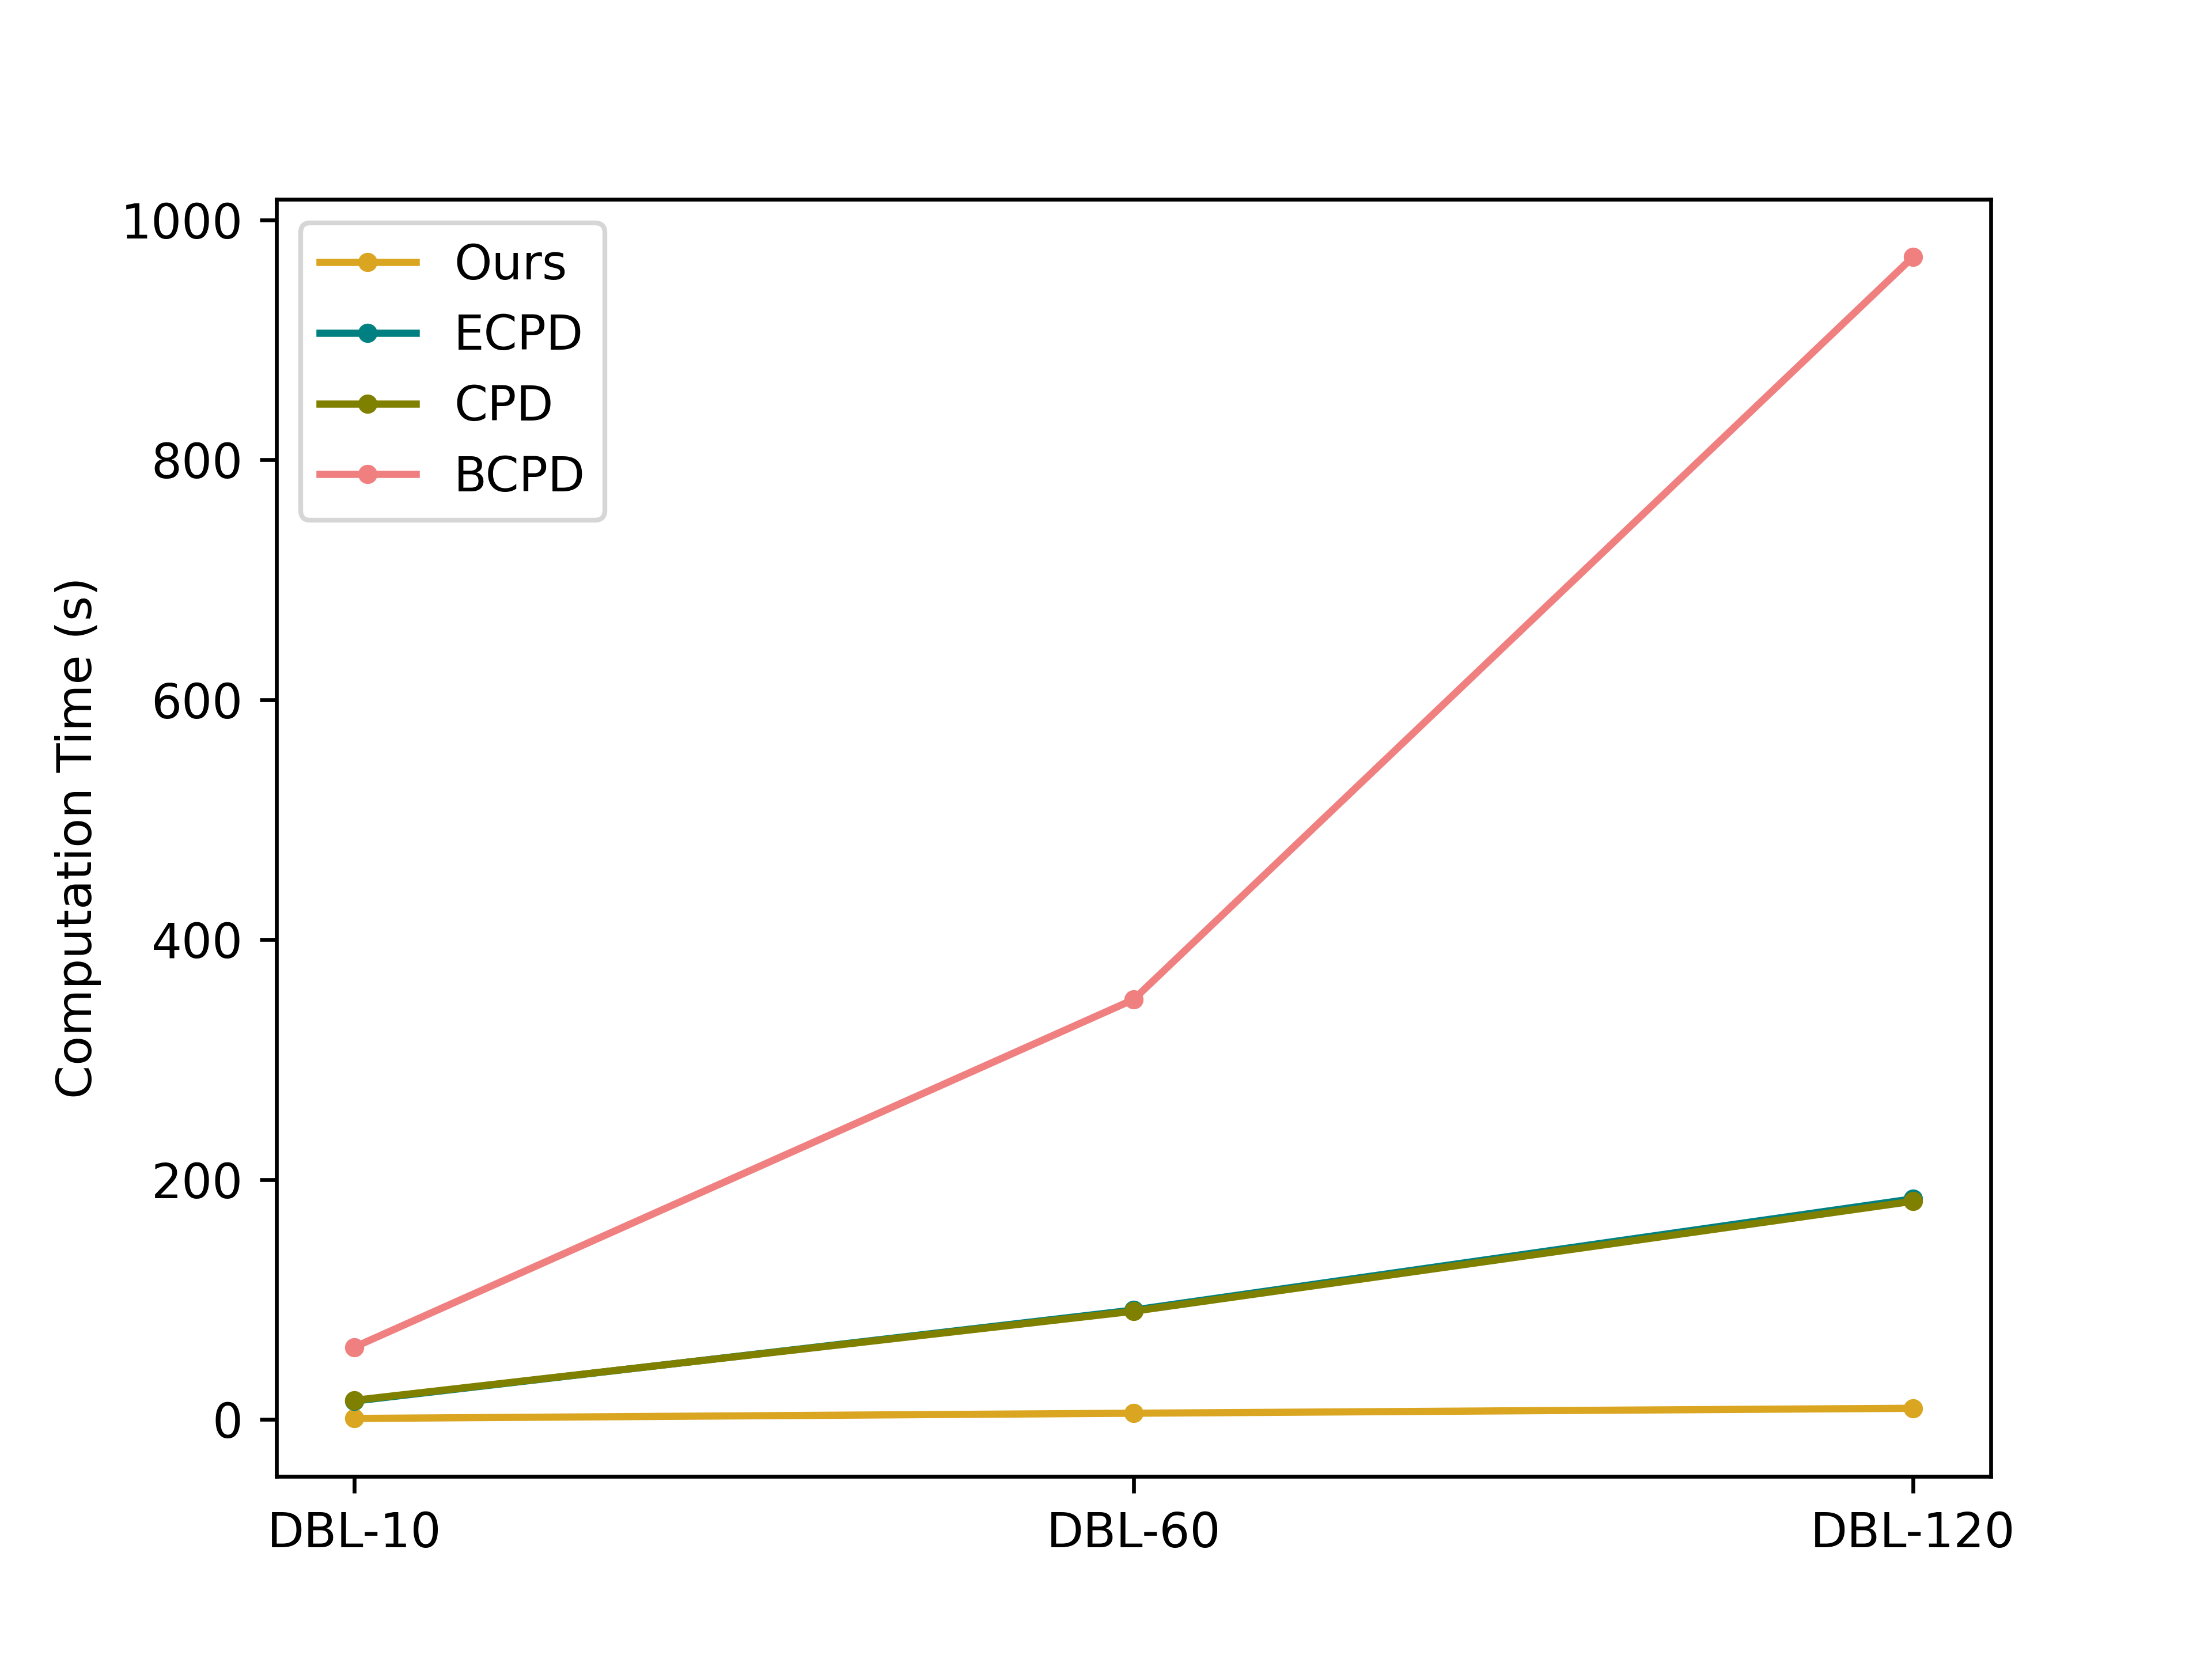 Ours
ECPD
CPD
BCPD
1000
800
600
400
200
0
Computation Time (s)
DBL-10
DBL-60
DBL-120